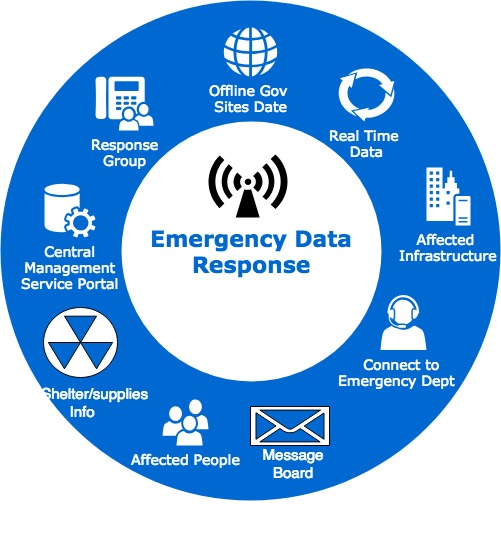 Offline Gov
Sites Date
Real Time
Data
Affected
Infrastructure
Connect to
Emergency Dept
Message
Board
Affected People
Shelter/supplies
Info
Central
Management
Service Portal
Response
Group
Emergency Data
Response